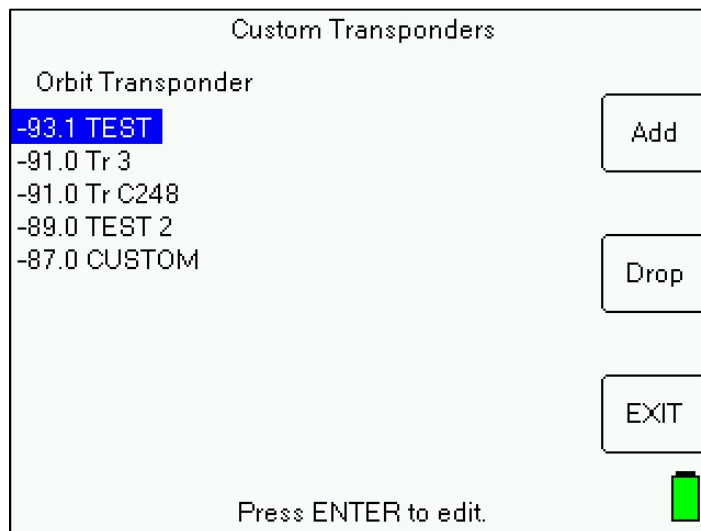 Custom Transponders
Orbit Transponder
-93.1 TEST
-91.0 Tr 3
-91.0 Tr C248
-89.0 TEST 2
-87.0 CUSTOM
Add
Drop
EXIT
Press ENTER to edit.